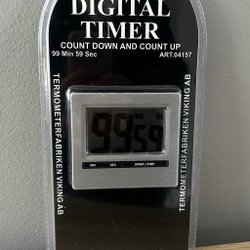 DIGITAL
TIMER
COUNT DOWN AND COUNT UP
99 Min 59 Sec
ART.04157
TERMOMETERFABRIKEN VIKING AB
99 59
MIN SEC START / STOP
TERMOMETERFABRIKEN VIKING AB